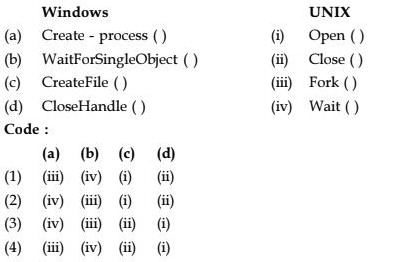 Windows UNIX
(a) Create - process ( ) (i) Open ( )
(b) WaitForSingleObject ( ) (ii) Close ( )
(c) CreateFile ( ) (iii) Fork ( )
(d) CloseHandle ( ) (iv) Wait ( )
Code :
(a) (b) (c) (d)
(1) (iii) (iv) (i) (ii)
(2) (iv) (iii) (i) (ii)
(3) (iv) (iii) (ii) (i)
(4) (iii) (iv) (ii) (i)